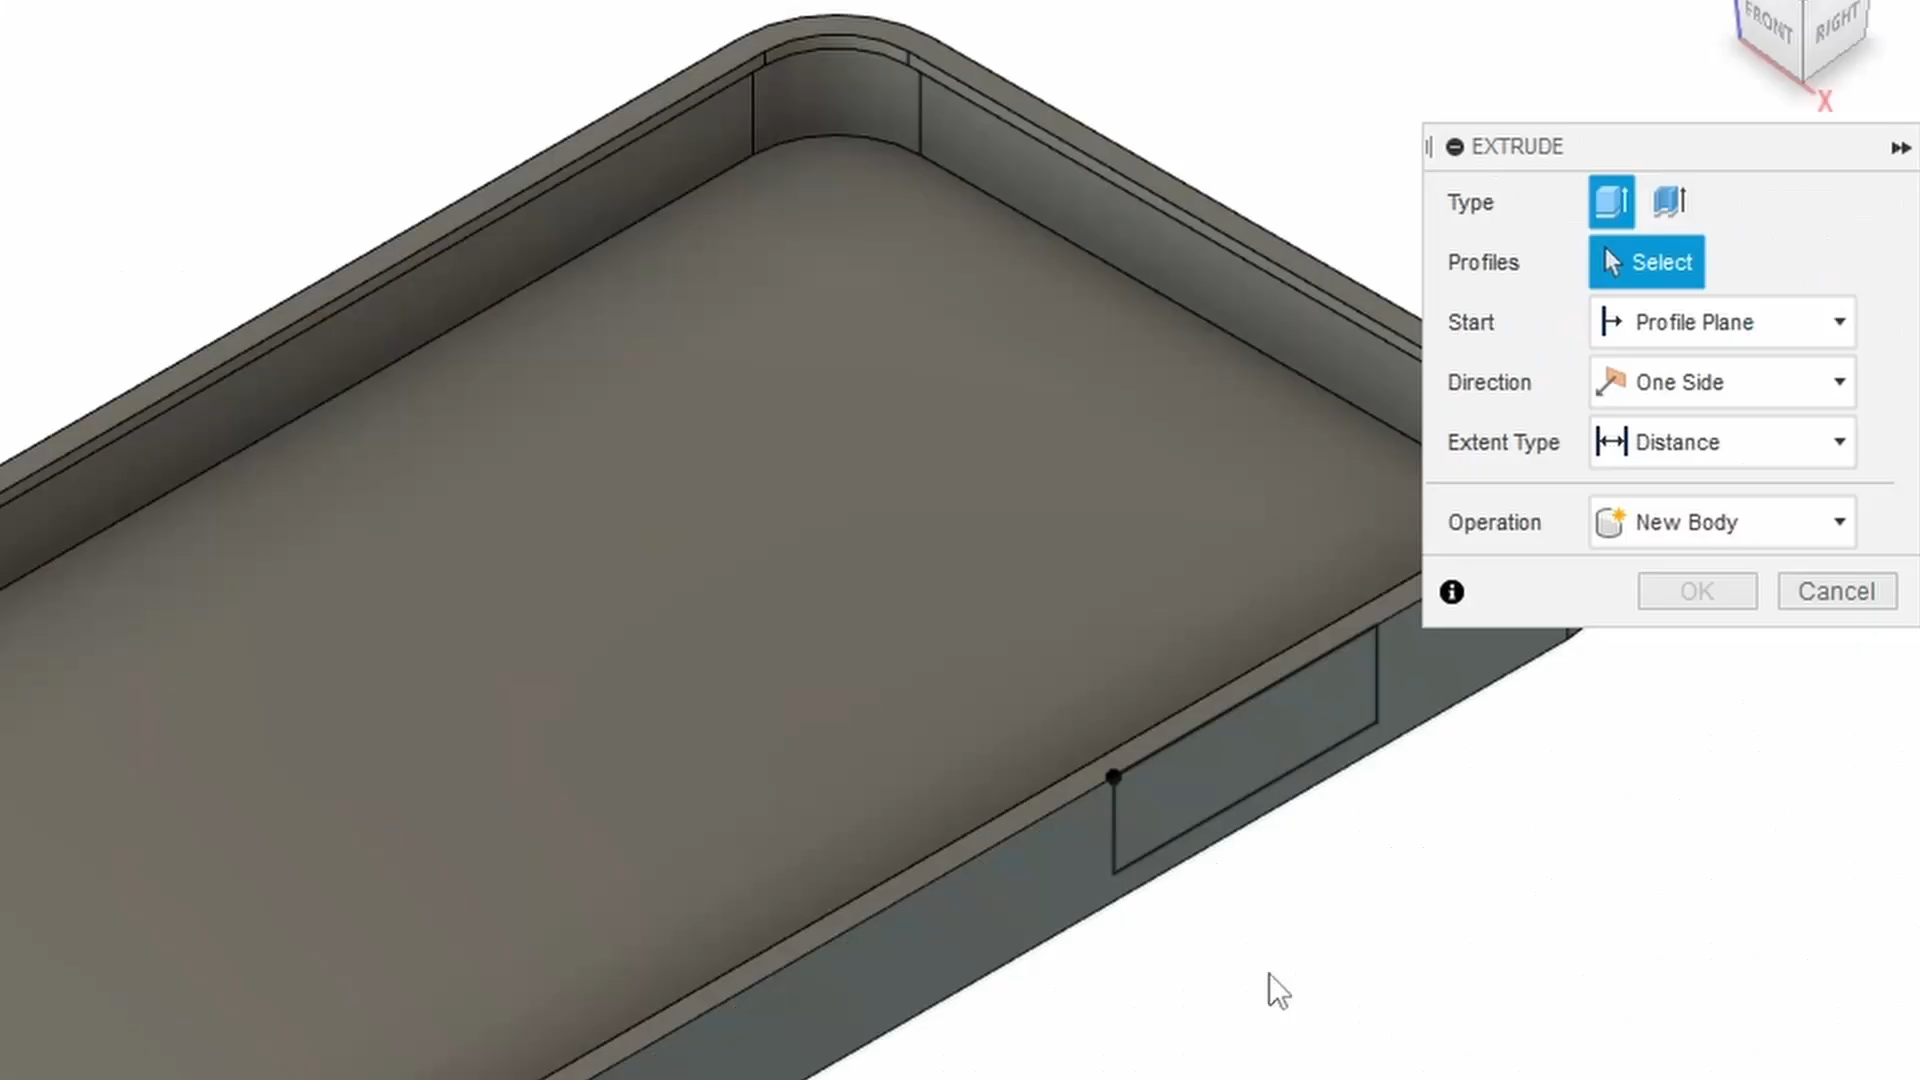 FRONT
RIGHT
X
EXTRUDE
Type
Profiles
Select
Start
Profile Plane
Direction
One Side
Extent Type
Distance
Operation
New Body
OK
Cancel